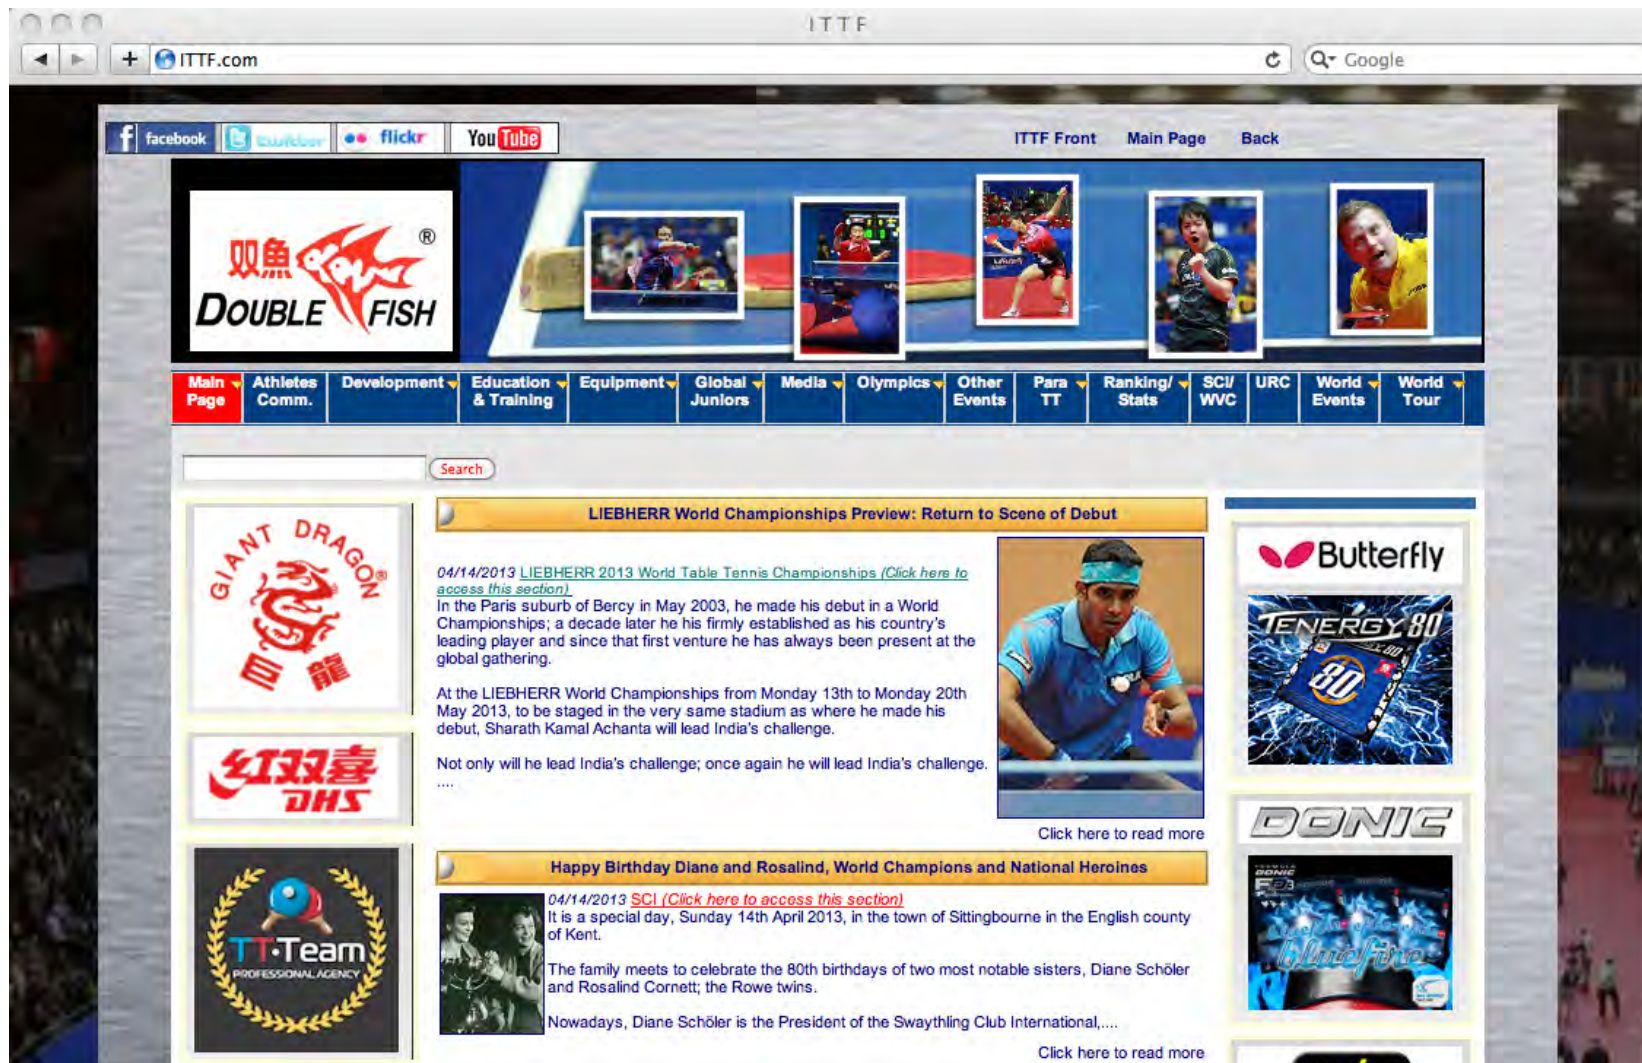 ITTF
ITTF.com
Google
facebook
twitter
flickr
YouTube
ITTF Front Main Page Back
双魚
®
DOUBLE FISH
Main Page
Athletes Comm.
Development
Education & Training
Equipment
Global Juniors
Media
Olympics
Other Events
Para TT
Ranking/ Stats
SCI/ WVC
URC
World Events
World Tour
Search
GIANT DRAGON®
巨龍
红双喜
DHS
TT·Team
PROFESSIONAL AGENCY
LIEBHERR World Championships Preview: Return to Scene of Debut
04/14/2013 LIEBHERR 2013 World Table Tennis Championships (Click here to
access this section)
In the Paris suburb of Bercy in May 2003, he made his debut in a World
Championships; a decade later he his firmly established as his country's
leading player and since that first venture he has always been present at the
global gathering.
At the LIEBHERR World Championships from Monday 13th to Monday 20th
May 2013, to be staged in the very same stadium as where he made his
debut, Sharath Kamal Achanta will lead India's challenge.
Not only will he lead India's challenge; once again he will lead India's challenge.
....
Click here to read more
Happy Birthday Diane and Rosalind, World Champions and National Heroines
04/14/2013 SCI (Click here to access this section)
It is a special day, Sunday 14th April 2013, in the town of Sittingbourne in the English county
of Kent.
The family meets to celebrate the 80th birthdays of two most notable sisters, Diane Schöler
and Rosalind Cornett; the Rowe twins.
Nowadays, Diane Schöler is the President of the Swaythling Club International,....
Click here to read more
Butterfly
TENERGY 80
80
DONIC
bluefire